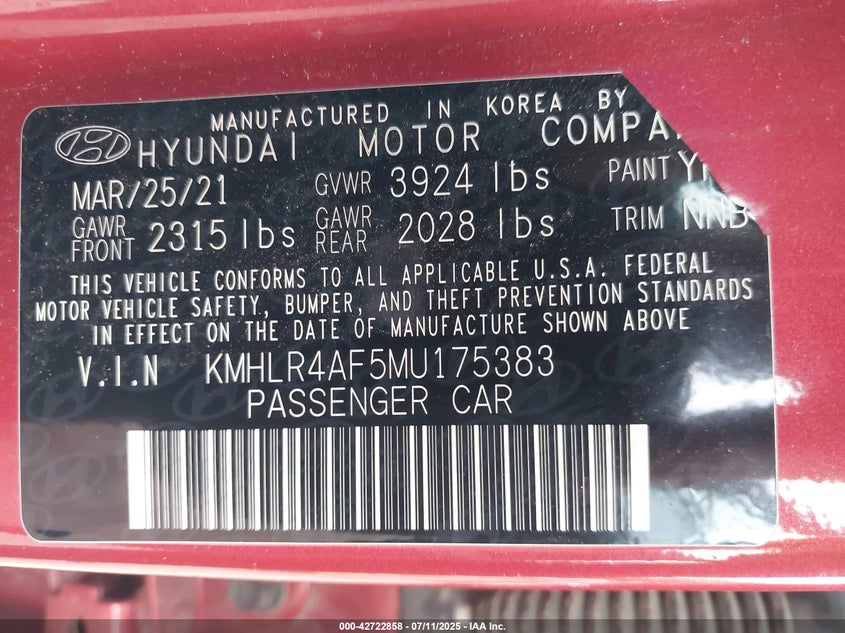 MANUFACTURED IN KOREA BY
HYUNDAI MOTOR
MAR/25/21 GVWR 3924 lbs PAINT
GAWR FRONT 2315 lbs GAWR REAR 2028 lbs TRIM NNB
THIS VEHICLE CONFORMS TO ALL APPLICABLE U.S.A. FEDERAL
MOTOR VEHICLE SAFETY, BUMPER, AND THEFT PREVENTION STANDARDS
IN EFFECT ON THE DATE OF MANUFACTURE SHOWN ABOVE
V.I.N KMHLR4AF5MU175383
PASSENGER CAR
000-42722858 - 07/11/2025 - IAA Inc.